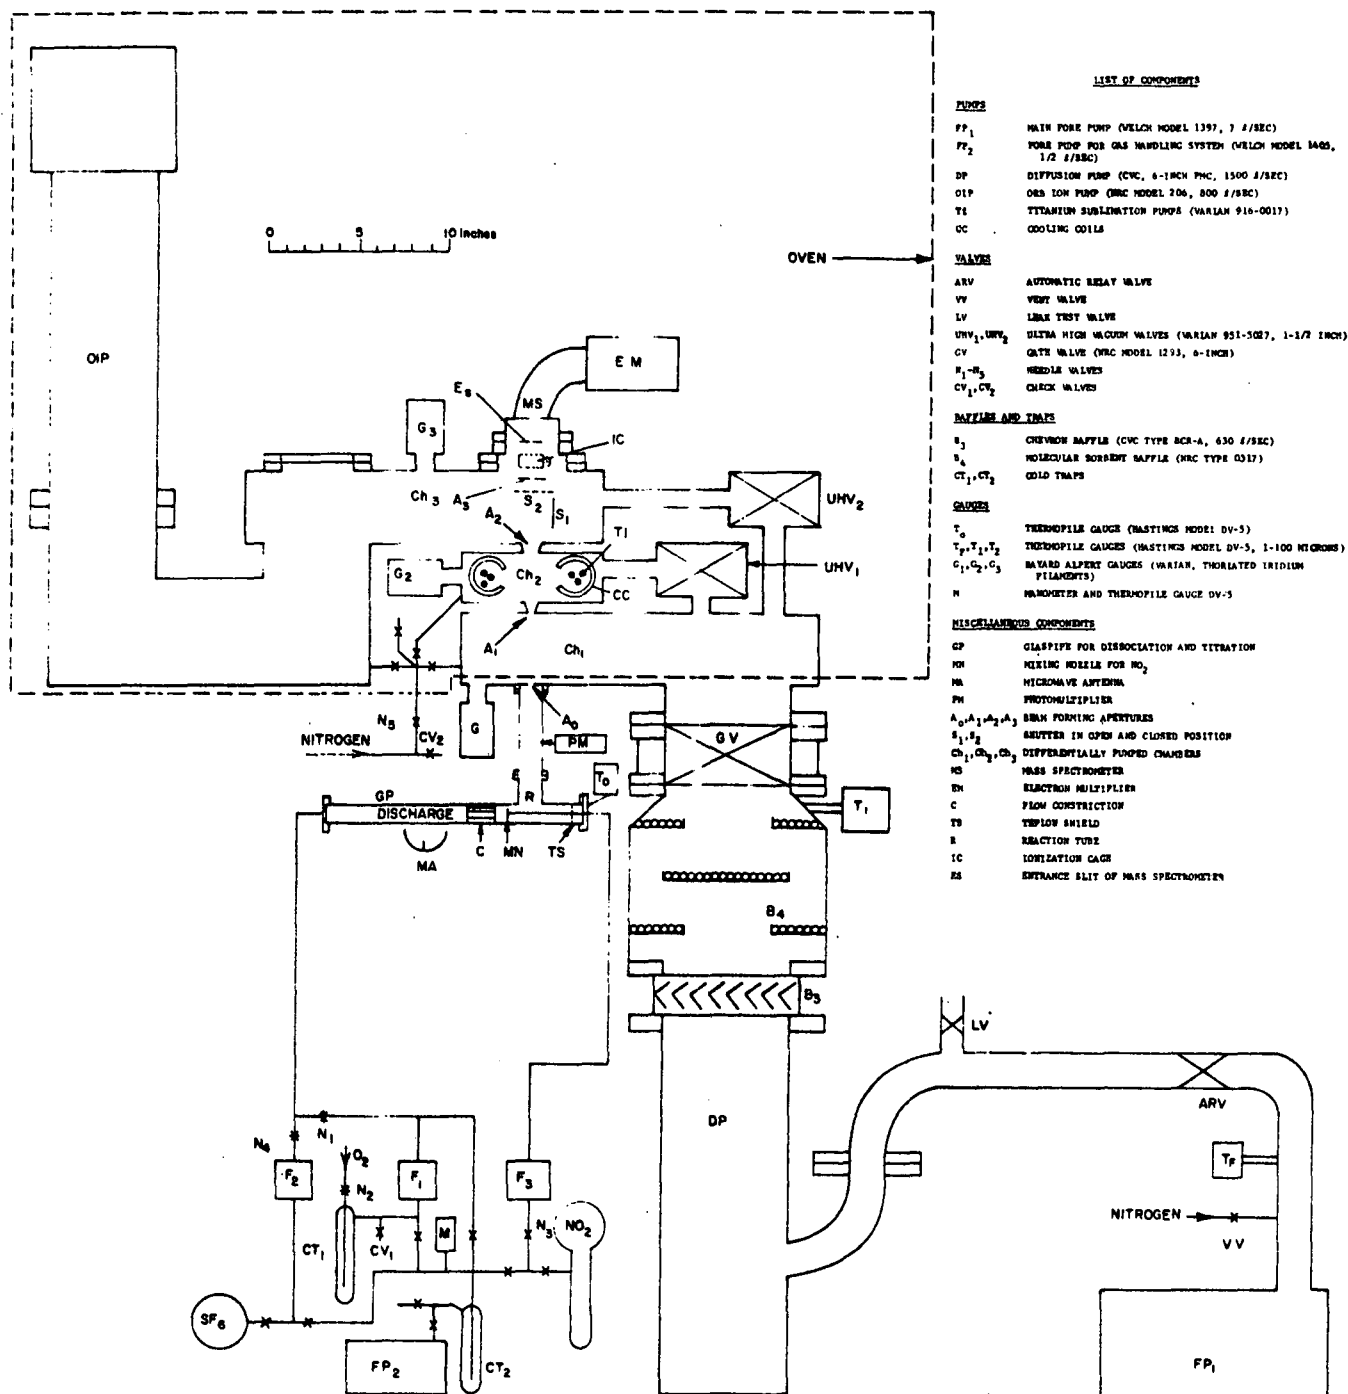 LIST OF COMPONENTS
PUMPS
FP1 MAIN FORE PUMP (WELCH MODEL 1397, 7 ℓ/SEC)
FP2 FORE PUMP FOR GAS HANDLING SYSTEM (WELCH MODEL 1405,
1/2 ℓ/SEC)
DP DIFFUSION PUMP (CVC, 6-INCH PMC, 1500 ℓ/SEC)
OIP ORB ION PUMP (NRC MODEL 206, 800 ℓ/SEC)
TI TITANIUM SUBLIMATION PUMPS (VARIAN 916-0017)
CC COOLING COILS
VALVES
ARV AUTOMATIC RELAY VALVE
VV VENT VALVE
LV LEAK TEST VALVE
UHV1,UHV2 ULTRA HIGH VACUUM VALVES (VARIAN 951-5027, 1-1/2 INCH)
GV GATE VALVE (NRC MODEL 1293, 6-INCH)
N1-N5 NEEDLE VALVES
CV1,CV2 CHECK VALVES
BAFFLES AND TRAPS
B3 CHEVRON BAFFLE (CVC TYPE BCR-A, 630 ℓ/SEC)
B4 MOLECULAR SORBENT BAFFLE (NRC TYPE 0317)
CT1,CT2 COLD TRAPS
GAUGES
To THERMOPILE GAUGE (HASTINGS MODEL DV-5)
TF,T1,T2 THERMOPILE GAUGES (HASTINGS MODEL DV-5, 1-100 MICRONS)
G1,G2,G3 BAYARD ALPERT GAUGES (VARIAN, THORIATED IRIDIUM
FILAMENTS)
M MANOMETER AND THERMOPILE GAUGE DV-5
MISCELLANEOUS COMPONENTS
GP GLASPIPE FOR DISSOCIATION AND TITRATION
MN MIXING NOZZLE FOR NO2
MA MICROWAVE ANTENNA
PM PHOTOMULTIPLIER
A0,A1,A2,A3 BEAM FORMING APERTURES
S1,S2 SHUTTER IN OPEN AND CLOSED POSITION
Ch1,Ch2,Ch3 DIFFERENTIALLY PUMPED CHAMBERS
MS MASS SPECTROMETER
EM ELECTRON MULTIPLIER
C FLOW CONSTRICTION
TS TEFLON SHIELD
R REACTION TUBE
IC IONIZATION CAGE
ES ENTRANCE SLIT OF MASS SPECTROMETER
0 5 10 Inches
OVEN
OIP
EM
Es
MS
G3
IC
Ch3
A3
S2
S1
A2
UHV2
TI
G2
Ch2
CC
UHV1
A1
Ch1
N5
NITROGEN
CV2
G
A0
PM
GV
To
GP
R
DISCHARGE
T1
MA
C
MN
TS
B4
B3
LV
ARV
DP
N4
N1
O2
F2
N2
F1
F3
TF
NITROGEN
VV
CT1
CV1
M
N3
NO2
SF6
FP2
CT2
FP1